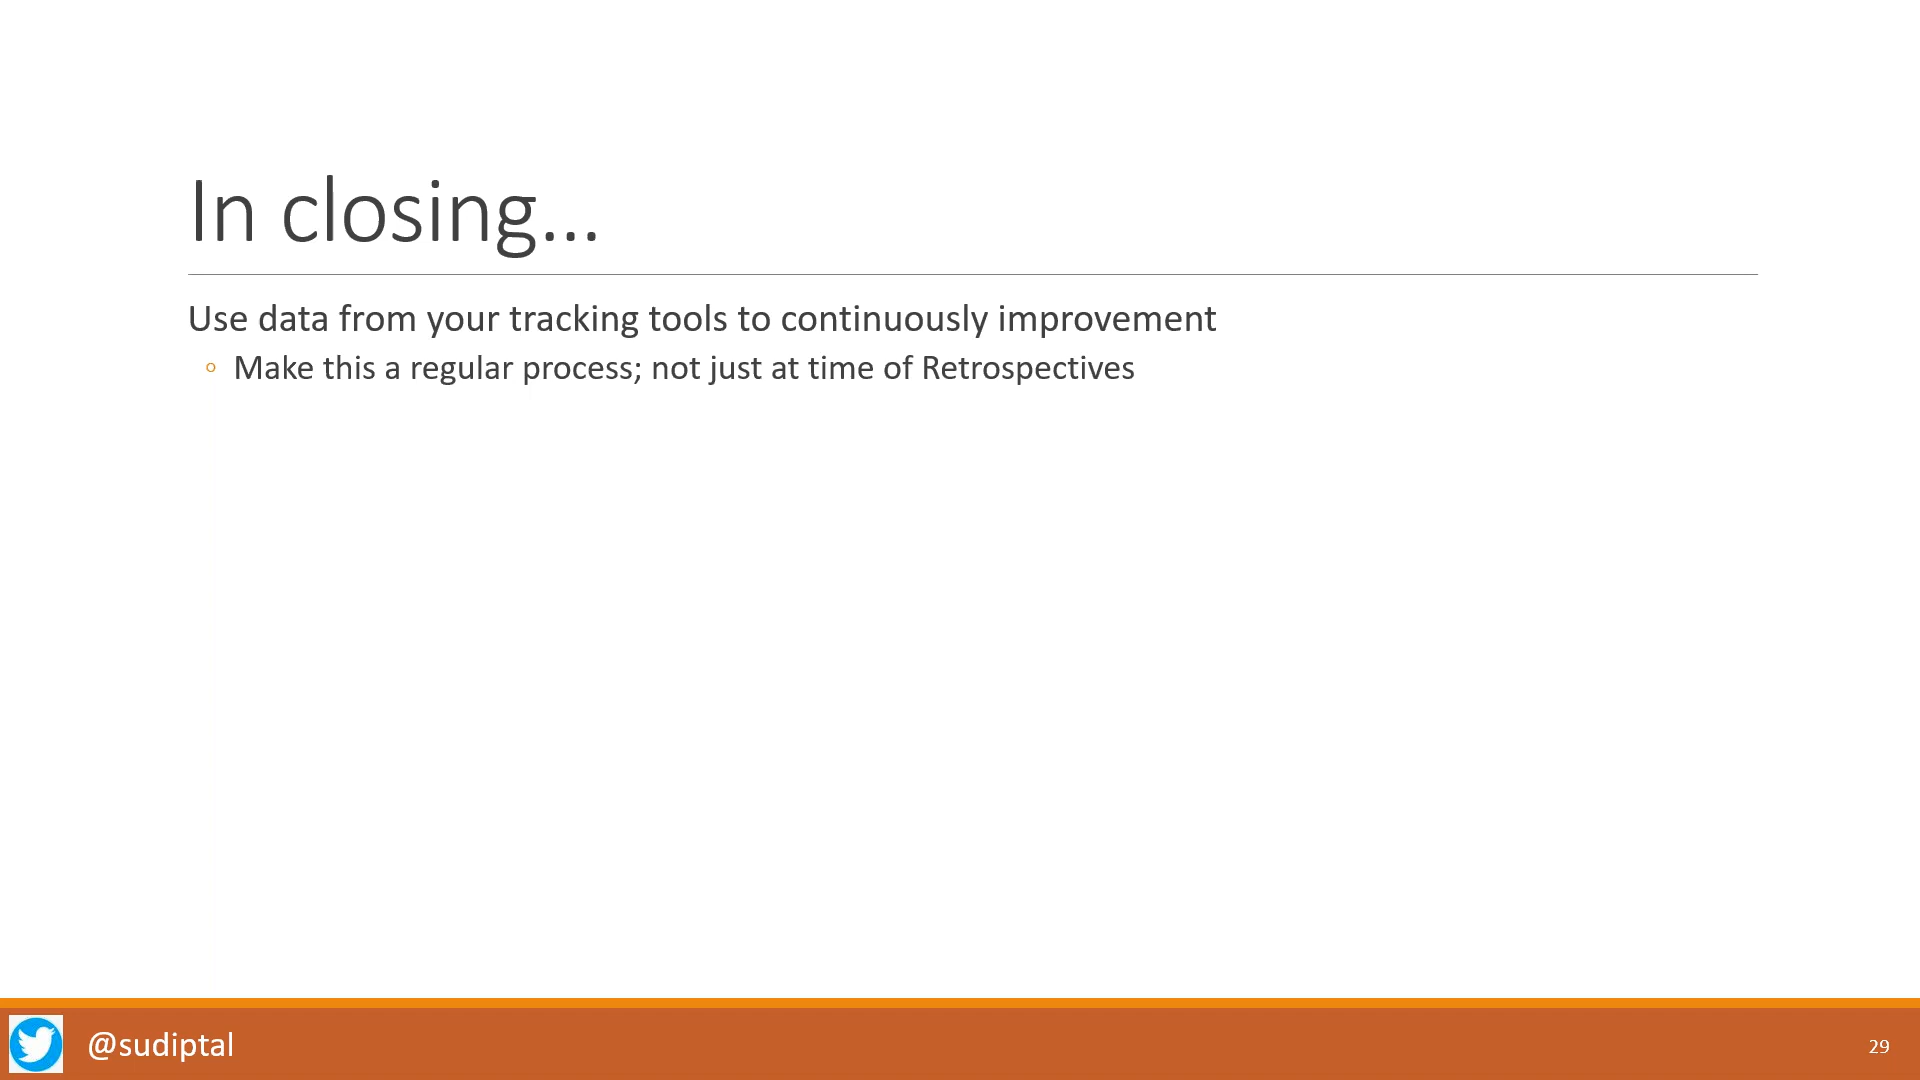 In closing...
Use data from your tracking tools to continuously improvement
◦ Make this a regular process; not just at time of Retrospectives
@sudiptal
29